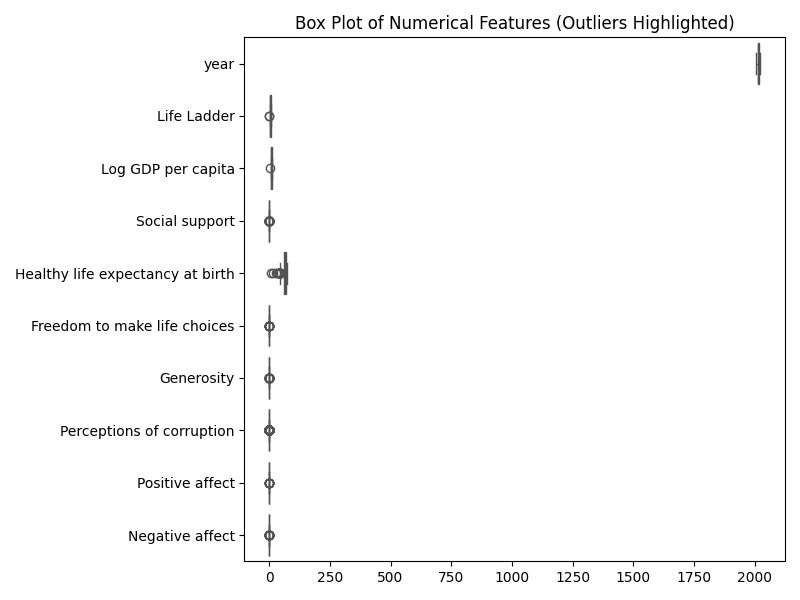 Box Plot of Numerical Features (Outliers Highlighted)
year
Life Ladder
Log GDP per capita
Social support
Healthy life expectancy at birth
Freedom to make life choices
Generosity
Perceptions of corruption
Positive affect
Negative affect
0 250 500 750 1000 1250 1500 1750 2000